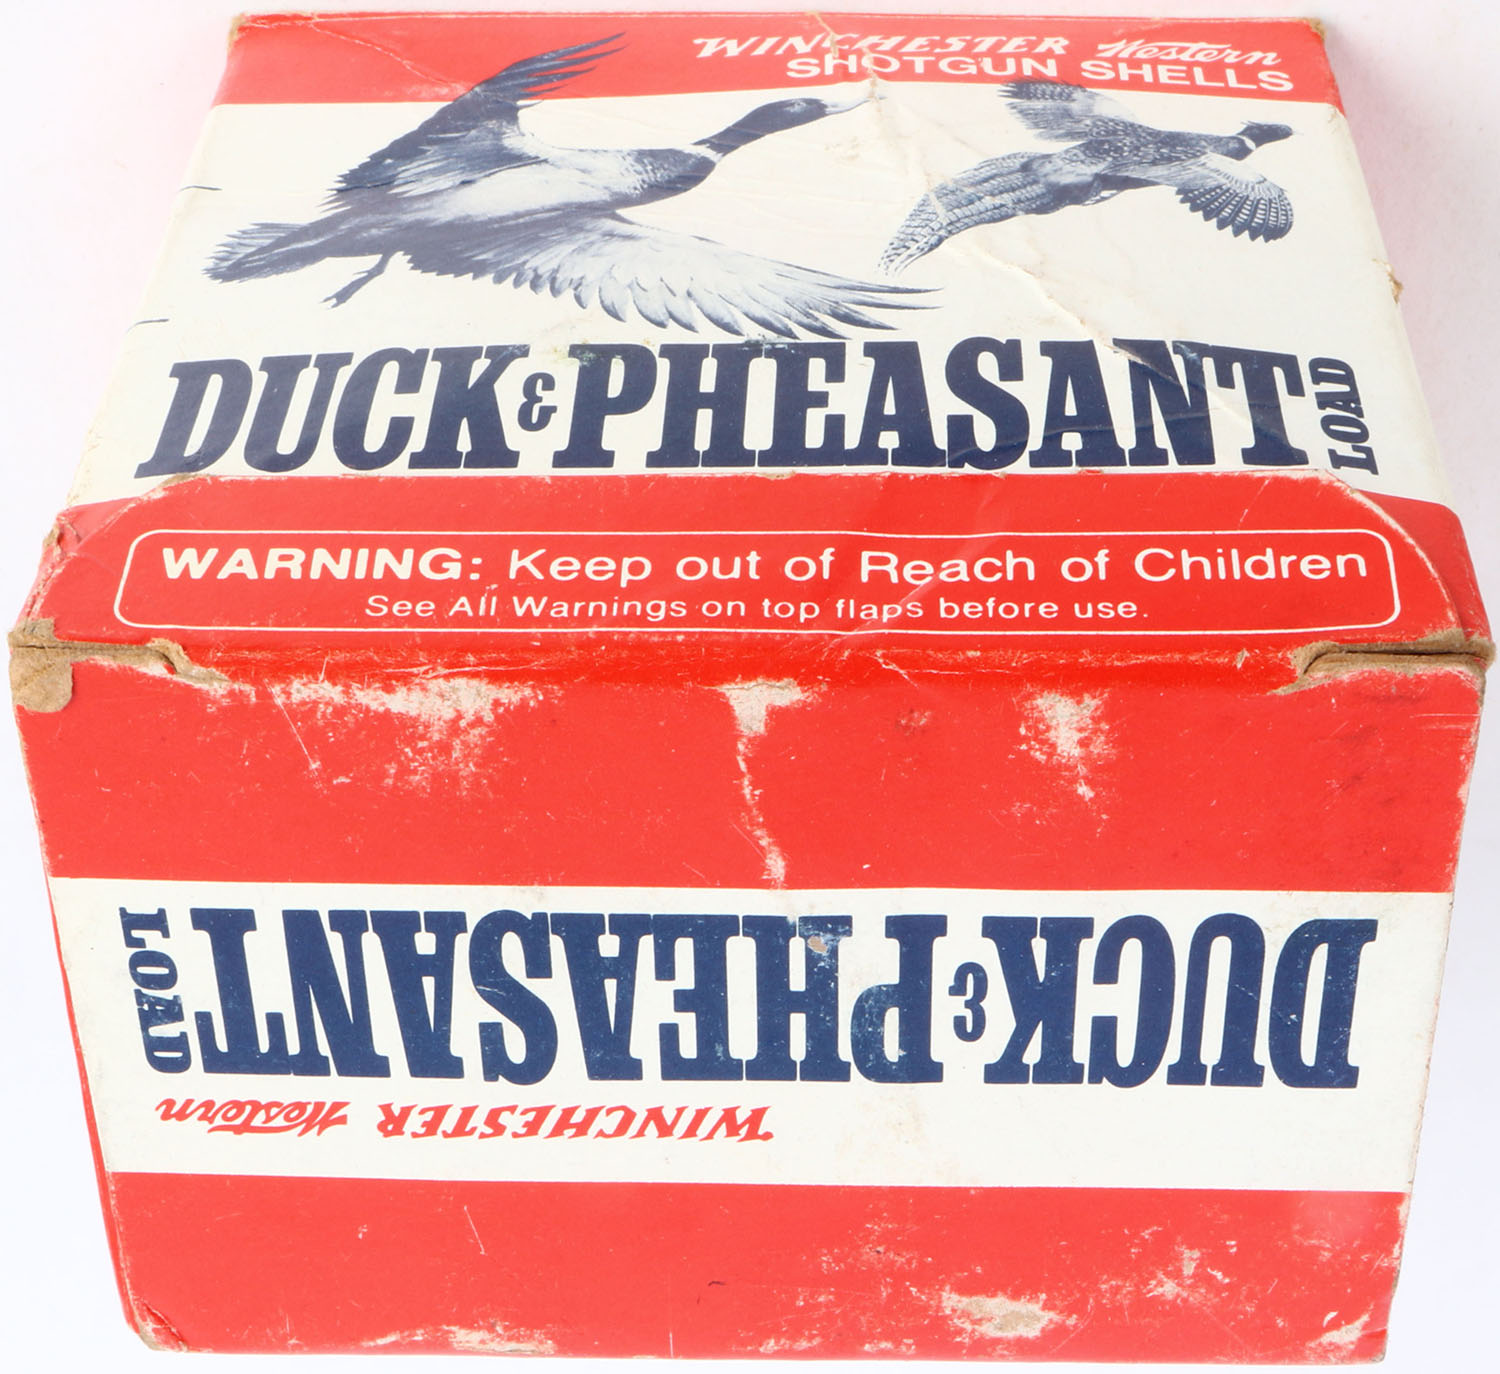 WINCHESTER Western
SHOTGUN SHELLS
DUCK & PHEASANT LOAD
WARNING: Keep out of Reach of Children
See All Warnings on top flaps before use.
DUCK & PHEASANT LOAD
WINCHESTER Western